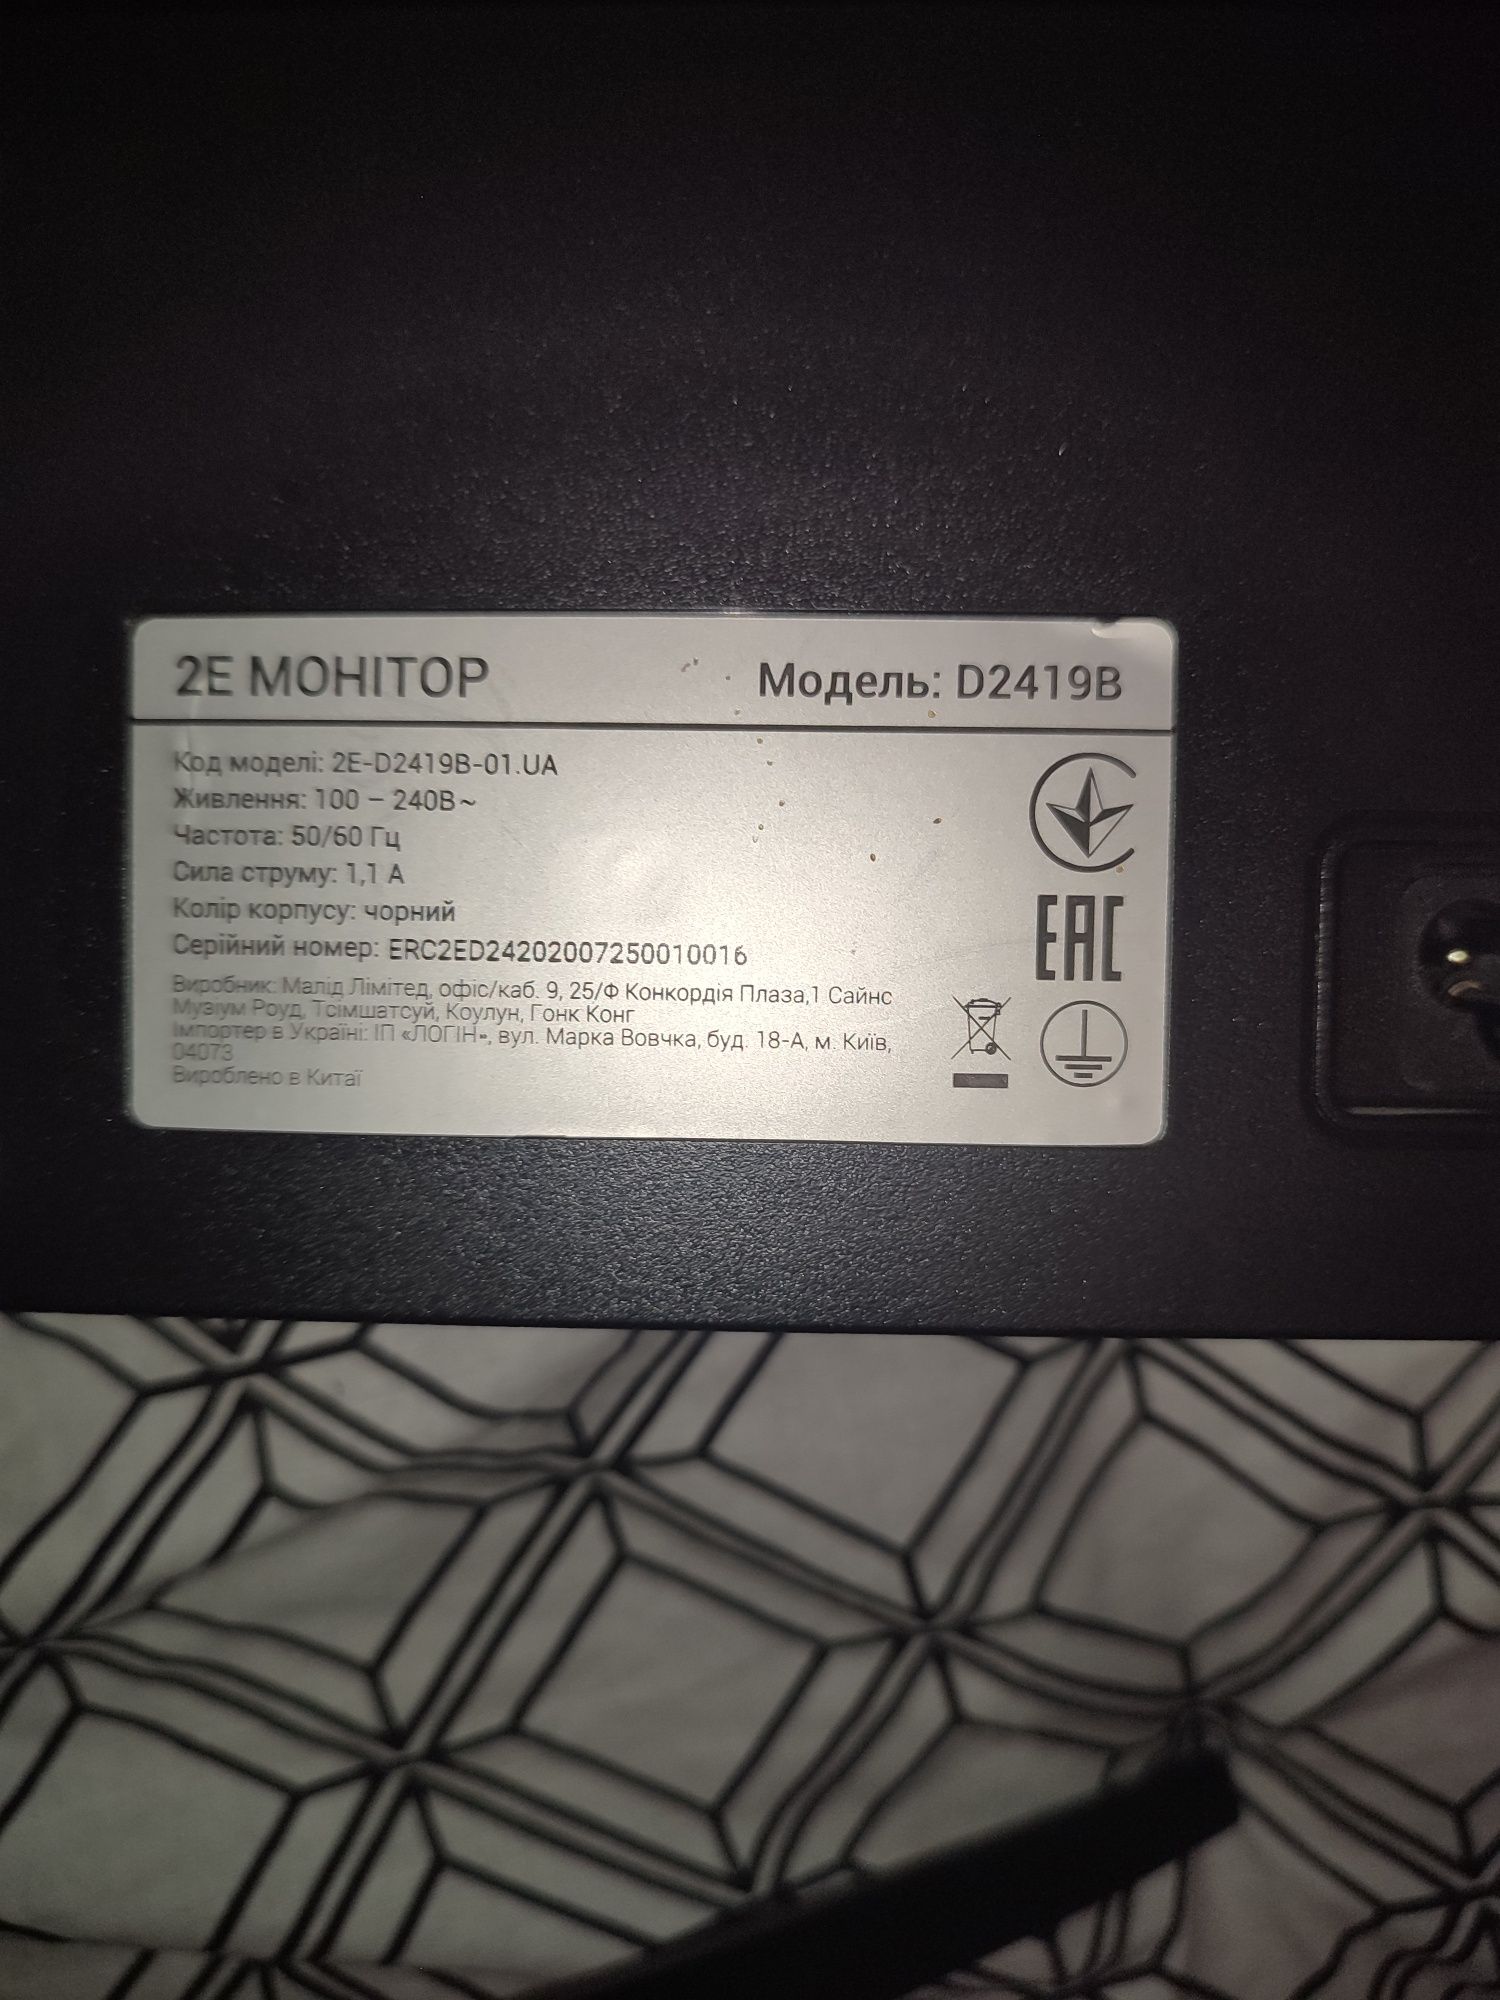 2E МОНІТОР
Модель: D2419B
Код моделі: 2E-D2419B-01.UA
Живлення: 100 – 240В~
Частота: 50/60 Гц
Сила струму: 1,1 А
Колір корпусу: чорний
Серійний номер: ERC2ED24202007250010016
Виробник: Малід Лімітед, офіс/каб. 9, 25/Ф Конкордія Плаза,1 Сайнс
Музіум Роуд, Тсімшатсуй, Коулун, Гонк Конг
Імпортер в Україні: ІП «ЛОГІН», вул. Марка Вовчка, буд. 18-А, м. Київ,
04073
Вироблено в Китаї
EAC